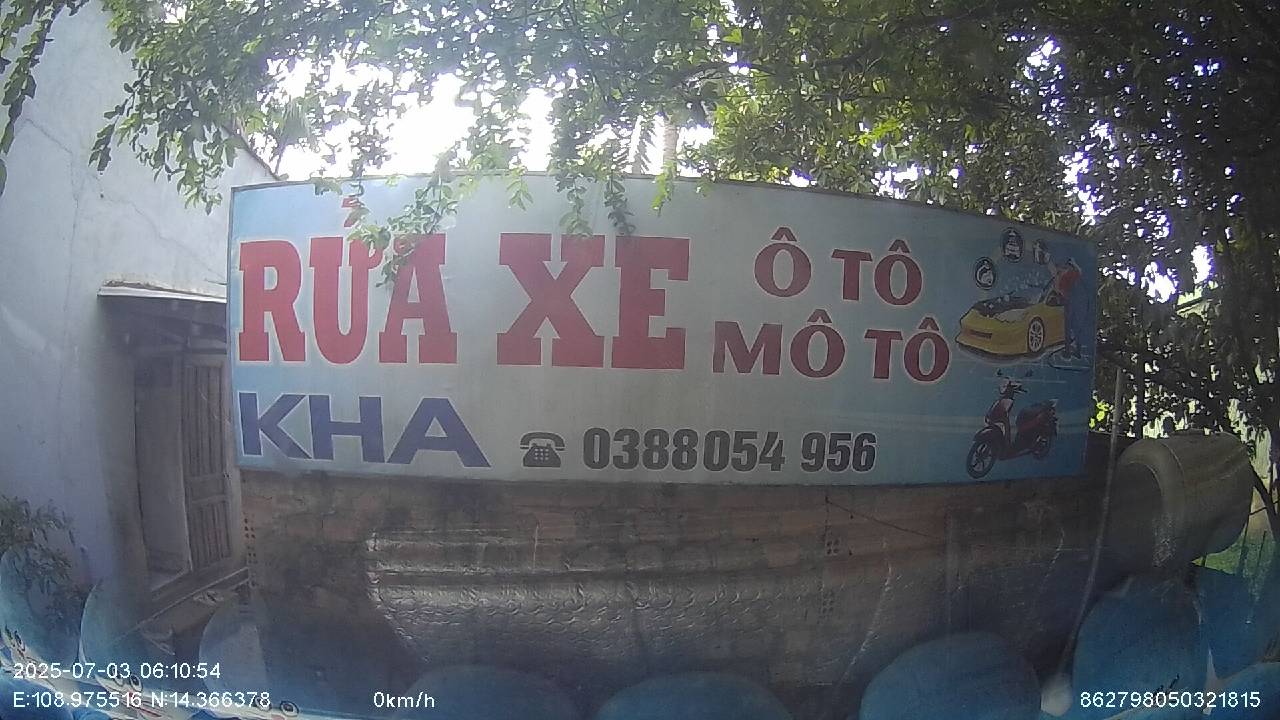 RỬA XE Ô TÔ
MÔ TÔ
KHA ☎ 0388054 956
2025-07-03 06:10:54
E:108.975516 N:14.366378 0km/h 862798050321815